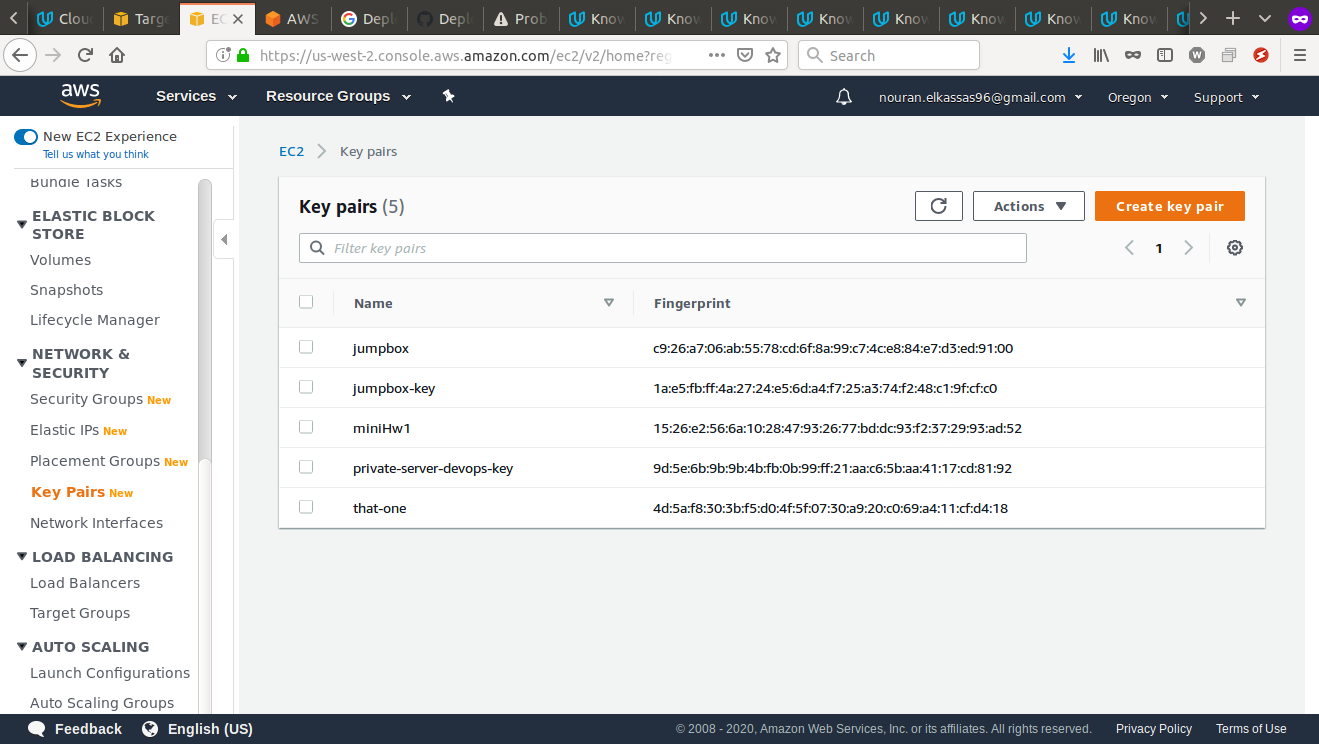 Clou Targ EC AWS Depl Depl Prob Know Know Know Know Know Know Know Know
https://us-west-2.console.aws.amazon.com/ec2/v2/home?reg Search
aws Services Resource Groups nouran.elkassas96@gmail.com Oregon Support
New EC2 Experience
Tell us what you think
Bundle Tasks
ELASTIC BLOCK
STORE
Volumes
Snapshots
Lifecycle Manager
NETWORK &
SECURITY
Security Groups New
Elastic IPs New
Placement Groups New
Key Pairs New
Network Interfaces
LOAD BALANCING
Load Balancers
Target Groups
AUTO SCALING
Launch Configurations
Auto Scaling Groups
EC2 Key pairs
Key pairs (5) Actions Create key pair
Filter key pairs 1
Name Fingerprint
jumpbox c9:26:a7:06:ab:55:78:cd:6f:8a:99:c7:4c:e8:84:e7:d3:ed:91:00
jumpbox-key 1a:e5:fb:ff:4a:27:24:e5:6d:a4:f7:25:a3:74:f2:48:c1:9f:cf:c0
miniHw1 15:26:e2:56:6a:10:28:47:93:26:77:bd:dc:93:f2:37:29:93:ad:52
private-server-devops-key 9d:5e:6b:9b:9b:4b:fb:0b:99:ff:21:aa:c6:5b:aa:41:17:cd:81:92
that-one 4d:5a:f8:30:3b:f5:d0:4f:5f:07:30:a9:20:c0:69:a4:11:cf:d4:18
Feedback English (US) © 2008 - 2020, Amazon Web Services, Inc. or its affiliates. All rights reserved. Privacy Policy Terms of Use